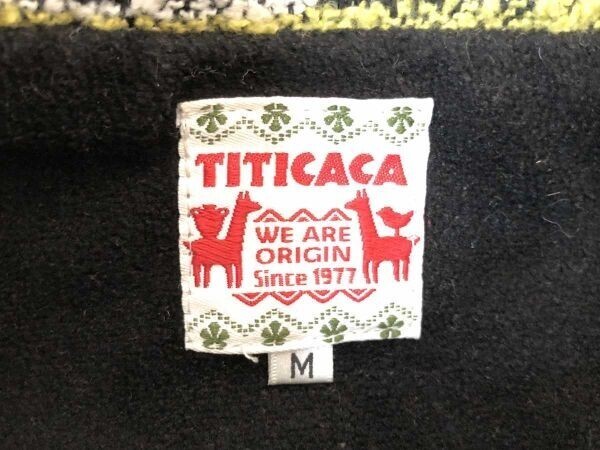 TITICACA
WE ARE
ORIGIN
Since 1977
M